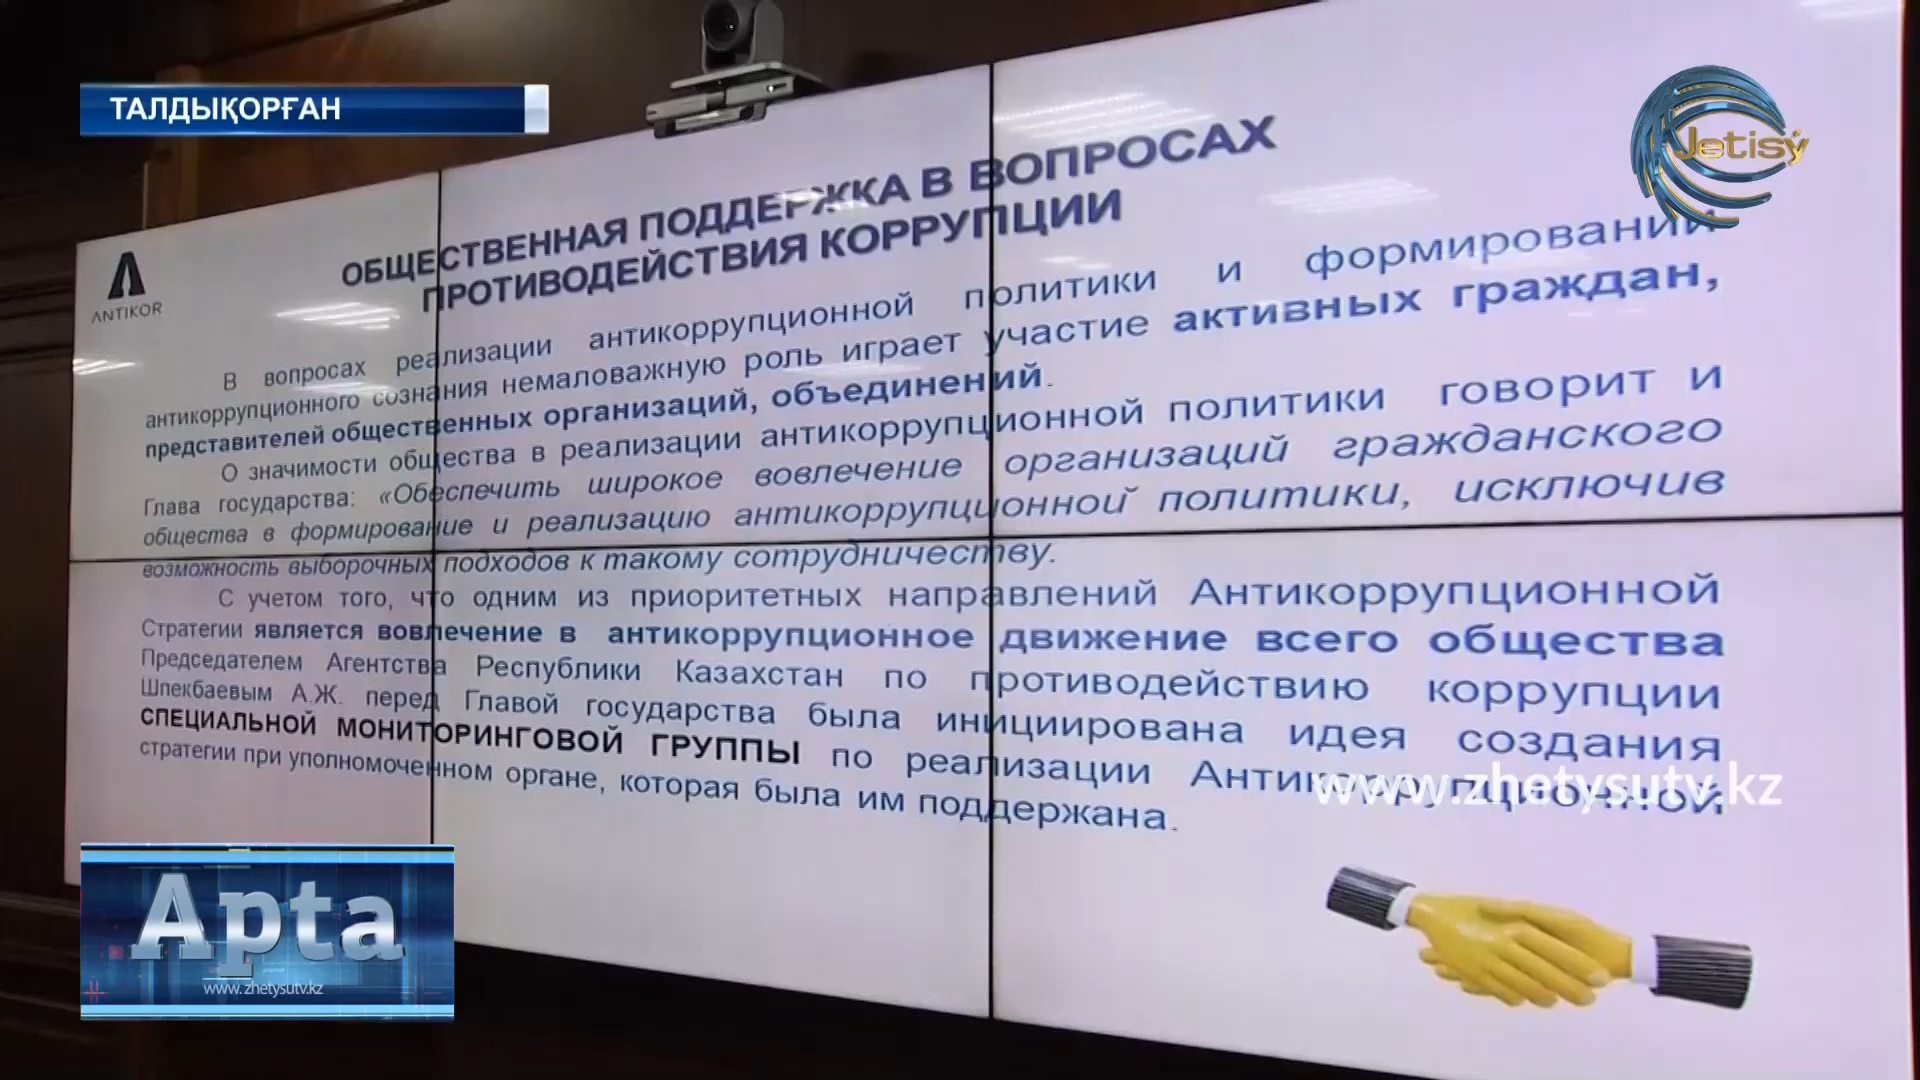 ТАЛДЫҚОРҒАН
Jetisý
ANTIKOR
ОБЩЕСТВЕННАЯ ПОДДЕРЖКА В ВОПРОСАХ
ПРОТИВОДЕЙСТВИЯ КОРРУПЦИИ
В вопросах реализации антикоррупционной политики и формировании
антикоррупционного сознания немаловажную роль играет участие активных граждан,
представителей общественных организаций, объединений.
О значимости общества в реализации антикоррупционной политики говорит и
Глава государства: «Обеспечить широкое вовлечение организаций гражданского
общества в формирование и реализацию антикоррупционной политики, исключив
возможность выборочных подходов к такому сотрудничеству.
С учетом того, что одним из приоритетных направлений Антикоррупционной
Стратегии является вовлечение в антикоррупционное движение всего общества
Председателем Агентства Республики Казахстан по противодействию коррупции
Шпекбаевым А.Ж. перед Главой государства была инициирована идея создания
СПЕЦИАЛЬНОЙ МОНИТОРИНГОВОЙ ГРУППЫ по реализации Антикоррупционной
стратегии при уполномоченном органе, которая была им поддержана.
www.zhetysutv.kz
Apta
www.zhetysutv.kz